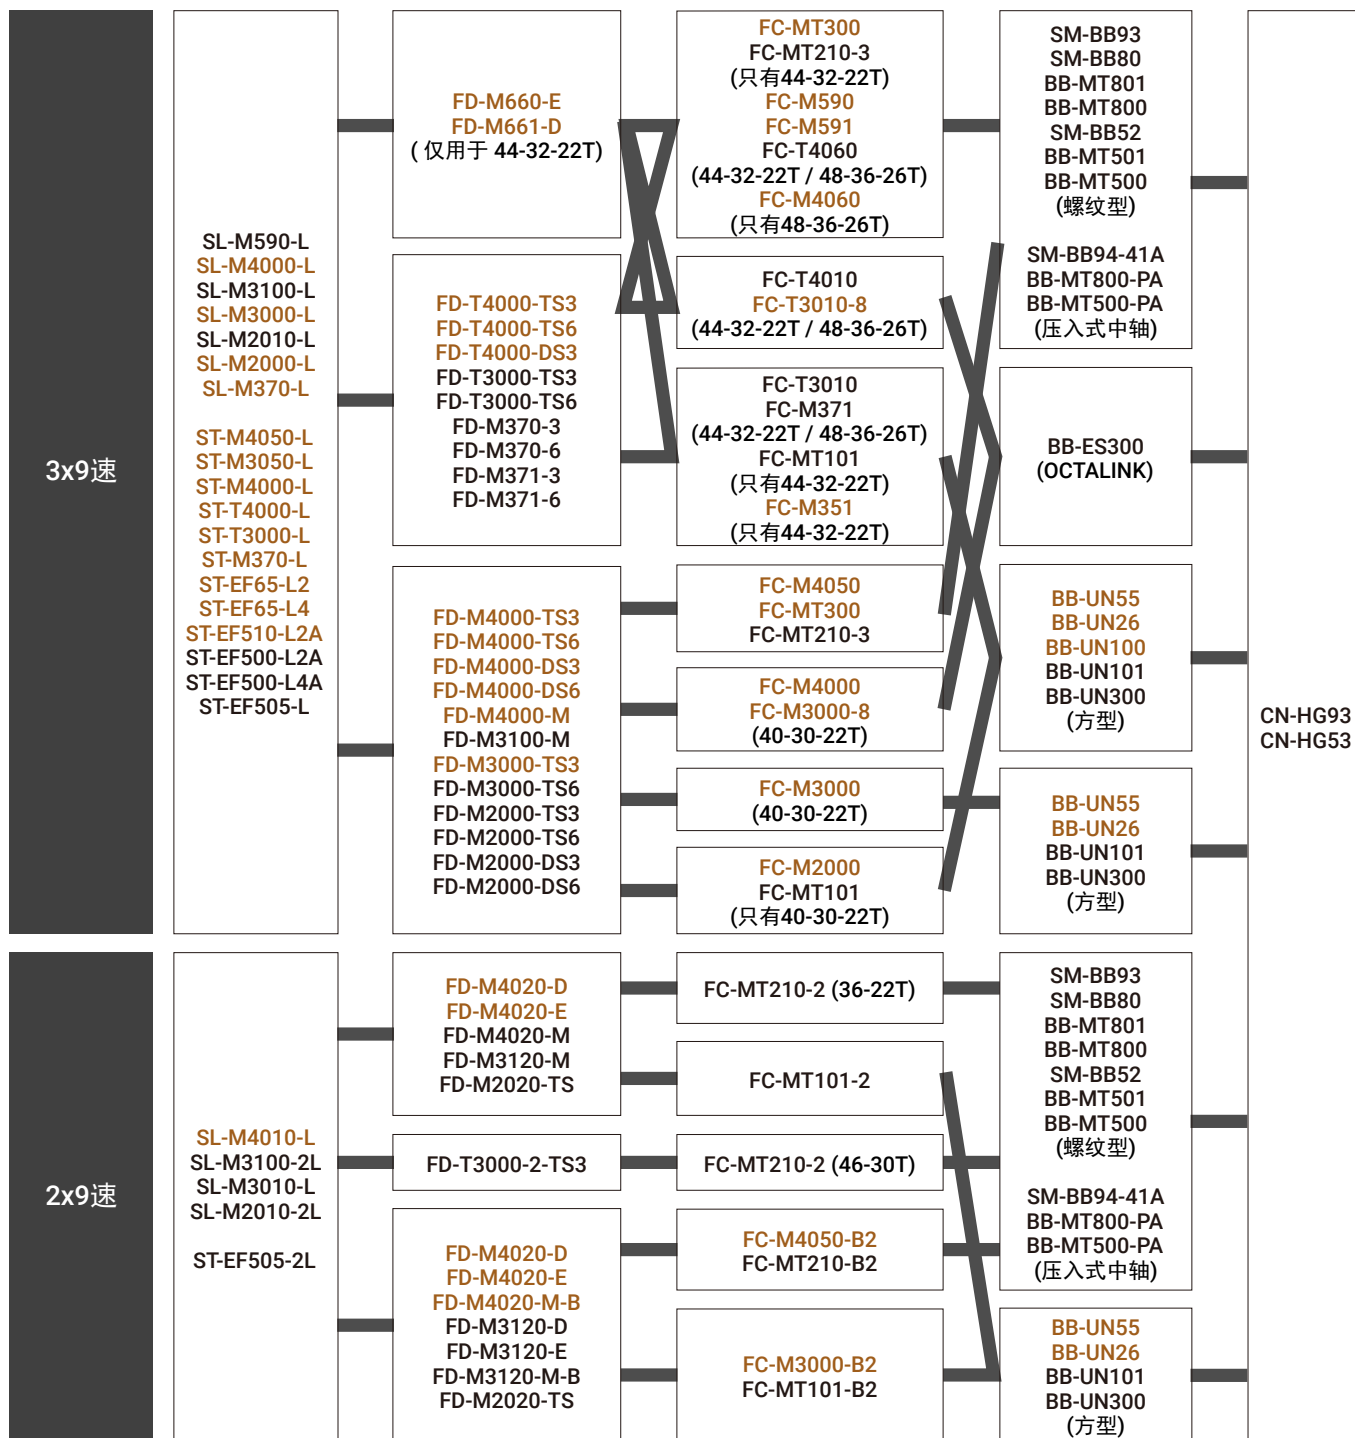 3x9速
SL-M590-L
SL-M4000-L
SL-M3100-L
SL-M3000-L
SL-M2010-L
SL-M2000-L
SL-M370-L
ST-M4050-L
ST-M3050-L
ST-M4000-L
ST-T4000-L
ST-T3000-L
ST-M370-L
ST-EF65-L2
ST-EF65-L4
ST-EF510-L2A
ST-EF500-L2A
ST-EF500-L4A
ST-EF505-L
FD-M660-E
FD-M661-D
( 仅用于 44-32-22T)
FD-T4000-TS3
FD-T4000-TS6
FD-T4000-DS3
FD-T3000-TS3
FD-T3000-TS6
FD-M370-3
FD-M370-6
FD-M371-3
FD-M371-6
FD-M4000-TS3
FD-M4000-TS6
FD-M4000-DS3
FD-M4000-DS6
FD-M4000-M
FD-M3100-M
FD-M3000-TS3
FD-M3000-TS6
FD-M2000-TS3
FD-M2000-TS6
FD-M2000-DS3
FD-M2000-DS6
FC-MT300
FC-MT210-3
(只有44-32-22T)
FC-M590
FC-M591
FC-T4060
(44-32-22T / 48-36-26T)
FC-M4060
(只有48-36-26T)
FC-T4010
FC-T3010-8
(44-32-22T / 48-36-26T)
FC-T3010
FC-M371
(44-32-22T / 48-36-26T)
FC-MT101
(只有44-32-22T)
FC-M351
(只有44-32-22T)
FC-M4050
FC-MT300
FC-MT210-3
FC-M4000
FC-M3000-8
(40-30-22T)
FC-M3000
(40-30-22T)
FC-M2000
FC-MT101
(只有40-30-22T)
SM-BB93
SM-BB80
BB-MT801
BB-MT800
SM-BB52
BB-MT501
BB-MT500
(螺纹型)
SM-BB94-41A
BB-MT800-PA
BB-MT500-PA
(压入式中轴)
BB-ES300
(OCTALINK)
BB-UN55
BB-UN26
BB-UN100
BB-UN101
BB-UN300
(方型)
BB-UN55
BB-UN26
BB-UN101
BB-UN300
(方型)
CN-HG93
CN-HG53
2x9速
SL-M4010-L
SL-M3100-2L
SL-M3010-L
SL-M2010-2L
ST-EF505-2L
FD-M4020-D
FD-M4020-E
FD-M4020-M
FD-M3120-M
FD-M2020-TS
FD-T3000-2-TS3
FD-M4020-D
FD-M4020-E
FD-M4020-M-B
FD-M3120-D
FD-M3120-E
FD-M3120-M-B
FD-M2020-TS
FC-MT210-2 (36-22T)
FC-MT101-2
FC-MT210-2 (46-30T)
FC-M4050-B2
FC-MT210-B2
FC-M3000-B2
FC-MT101-B2
SM-BB93
SM-BB80
BB-MT801
BB-MT800
SM-BB52
BB-MT501
BB-MT500
(螺纹型)
SM-BB94-41A
BB-MT800-PA
BB-MT500-PA
(压入式中轴)
BB-UN55
BB-UN26
BB-UN101
BB-UN300
(方型)